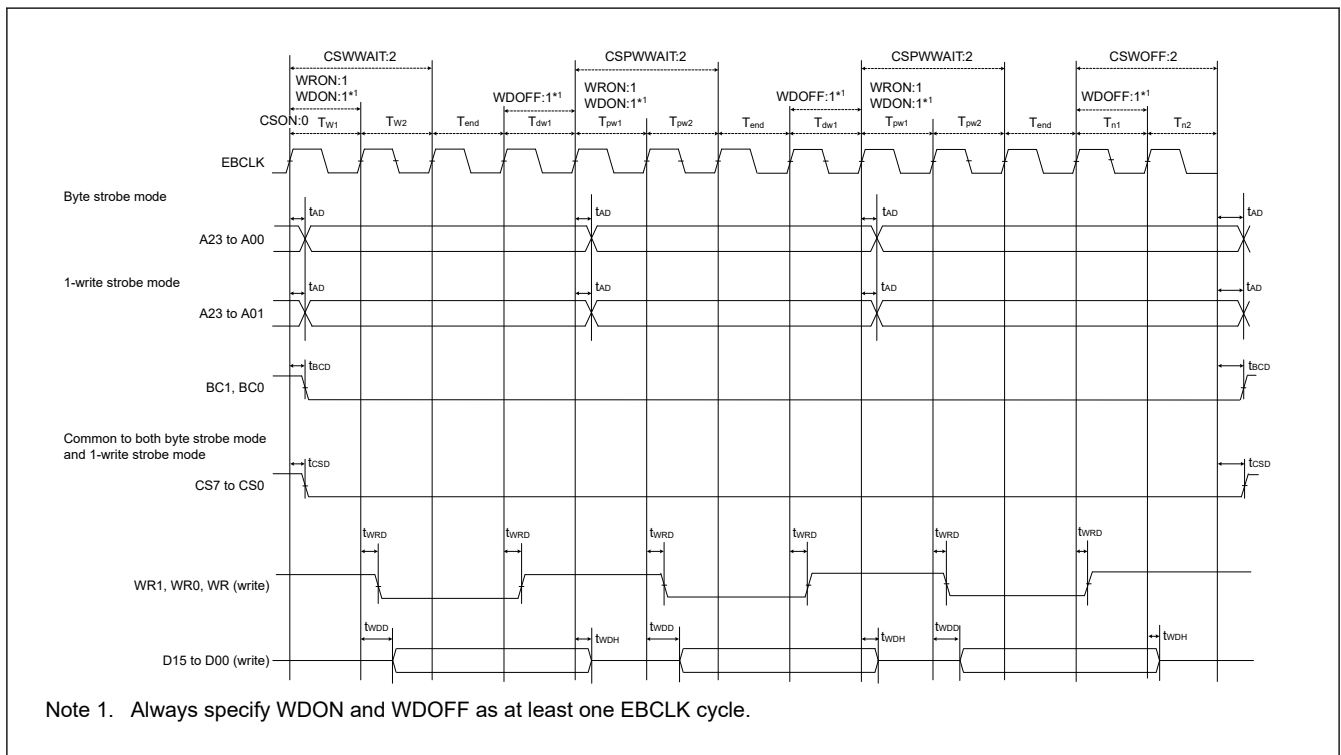 CSWWAIT:2 CSPWWAIT:2 CSPWWAIT:2 CSWOFF:2
WRON:1 WRON:1 WRON:1
WDON:1*1 WDOFF:1*1 WDON:1*1 WDOFF:1*1 WDON:1*1 WDOFF:1*1
CSON:0 TW1 TW2 Tend Tdw1 Tpw1 Tpw2 Tend Tdw1 Tpw1 Tpw2 Tend Tn1 Tn2
EBCLK
Byte strobe mode
tAD tAD tAD tAD
A23 to A00
1-write strobe mode
tAD tAD tAD tAD
A23 to A01
tBCD tBCD
BC1, BC0
Common to both byte strobe mode
and 1-write strobe mode
tCSD tCSD
CS7 to CS0
tWRD tWRD tWRD tWRD tWRD tWRD
WR1, WR0, WR (write)
tWDD tWDH tWDD tWDH tWDD tWDH
D15 to D00 (write)
Note 1. Always specify WDON and WDOFF as at least one EBCLK cycle.